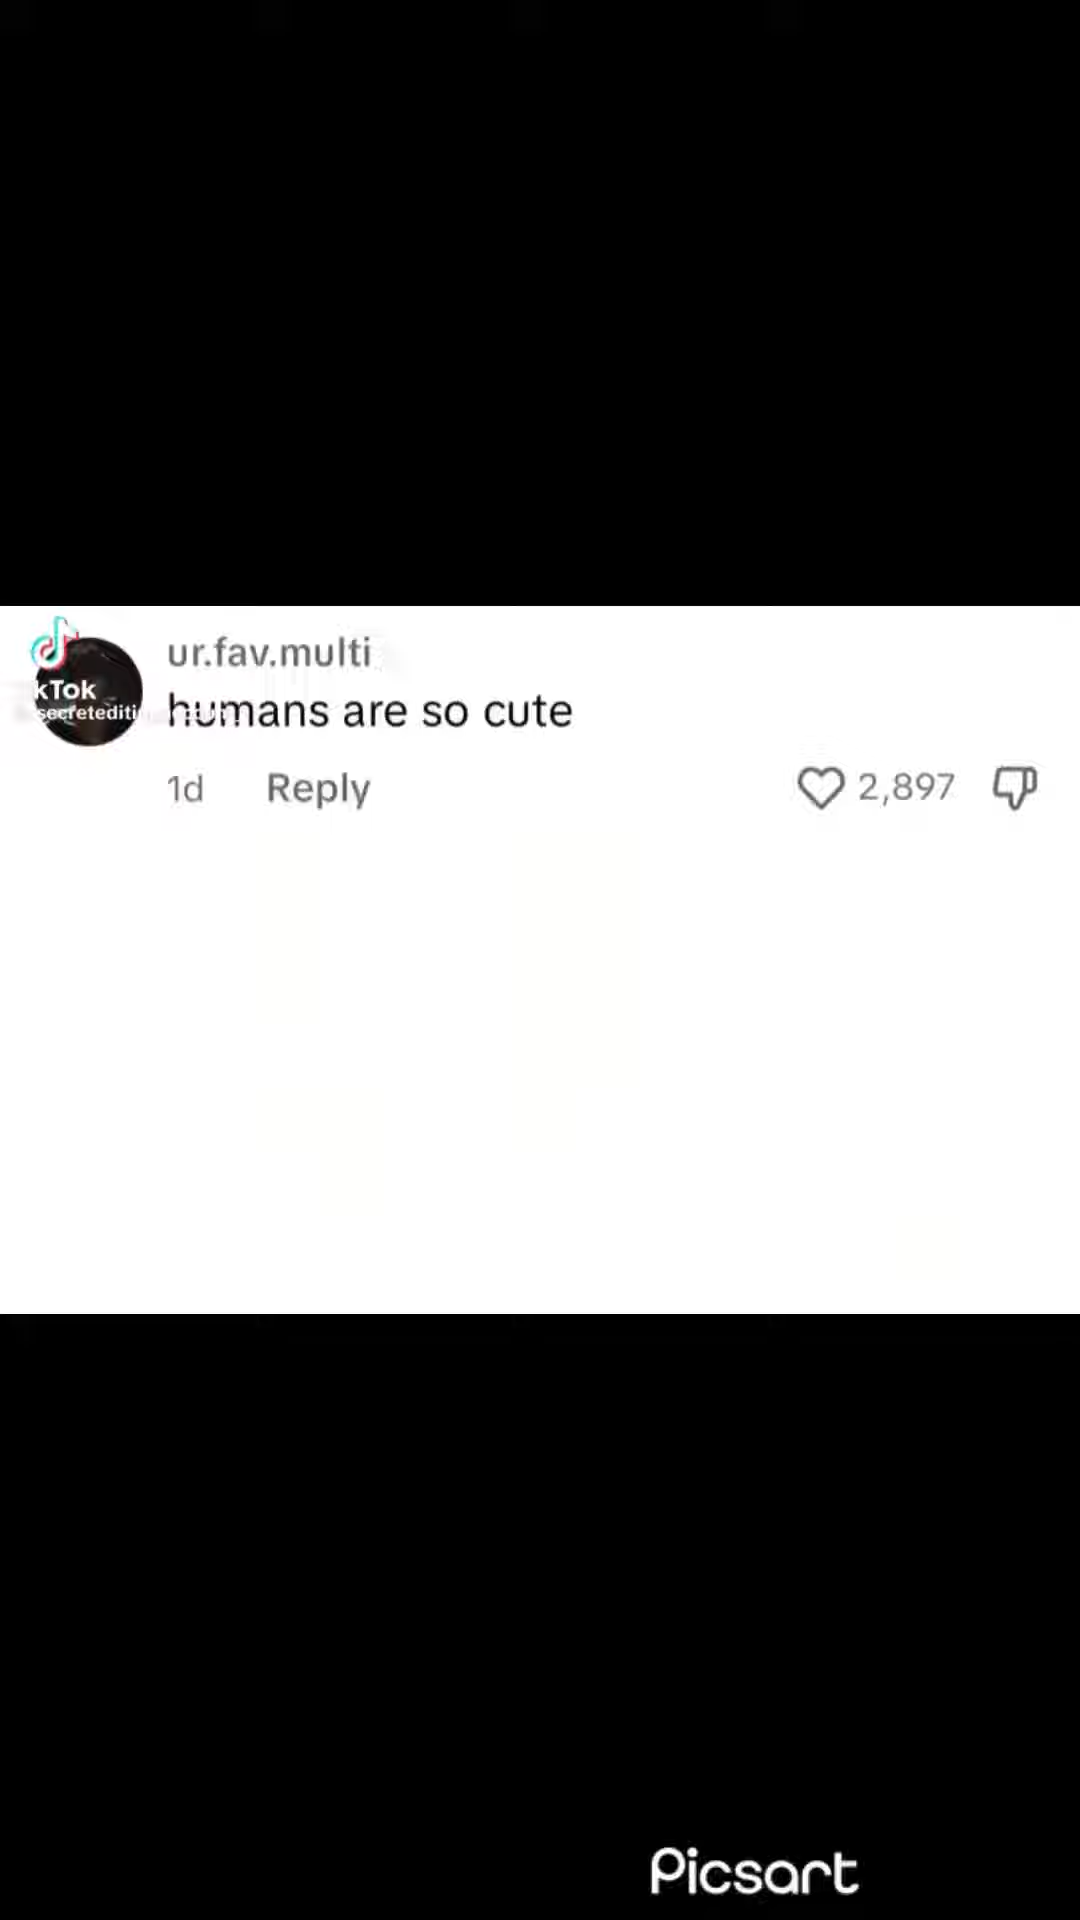 ur.fav.multi
kTok
humans are so cute
1d Reply 2,897
Picsart